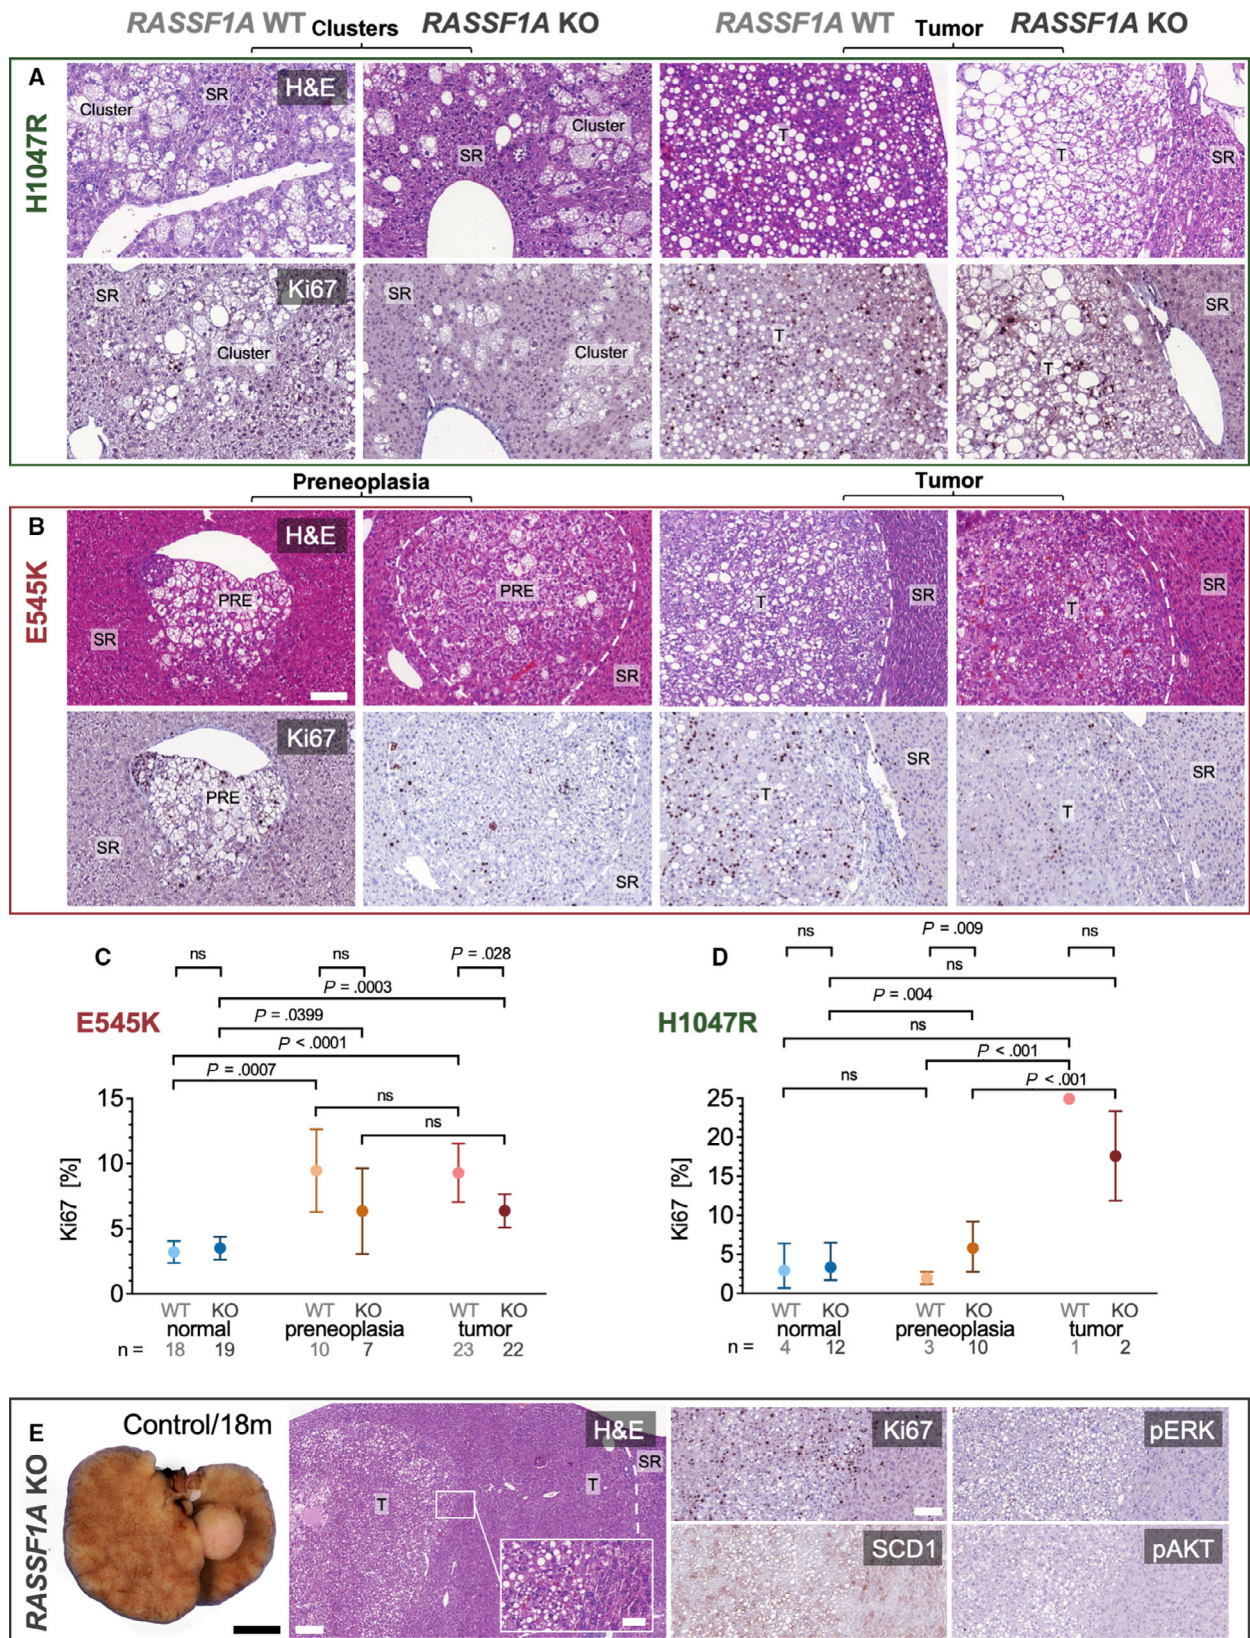 RASSF1A WT Clusters RASSF1A KO RASSF1A WT Tumor RASSF1A KO
A
H1047R
H&E
Cluster
SR
SR
Cluster
T
T
SR
Ki67
SR
Cluster
SR
Cluster
T
T
SR
Preneoplasia Tumor
B
E545K
H&E
PRE
SR
PRE
SR
T
SR
T
SR
Ki67
PRE
SR
SR
T
SR
T
SR
C
ns ns P = .028
P = .0003
E545K
P = .0399
P < .0001
P = .0007
ns
ns
Ki67 [%]
15
10
5
0
WT KO WT KO WT KO
normal preneoplasia tumor
n = 18 19 10 7 23 22
D
ns P = .009 ns
ns
H1047R
P = .004
ns
P < .001
ns P < .001
Ki67 [%]
25
20
15
10
5
0
WT KO WT KO WT KO
normal preneoplasia tumor
n = 4 12 3 10 1 2
E
RASSF1A KO
Control/18m
H&E
SR
T
T
Ki67
pERK
SCD1
pAKT